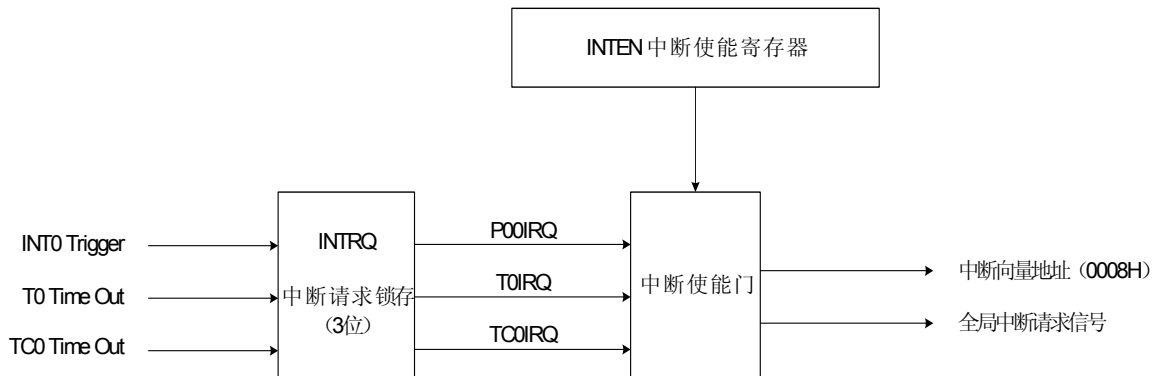 INTEN 中断使能寄存器
INT0 Trigger
T0 Time Out
TC0 Time Out
INTRQ
中断请求锁存
（3位）
P00IRQ
T0IRQ
TC0IRQ
中断使能门
中断向量地址（0008H）
全局中断请求信号